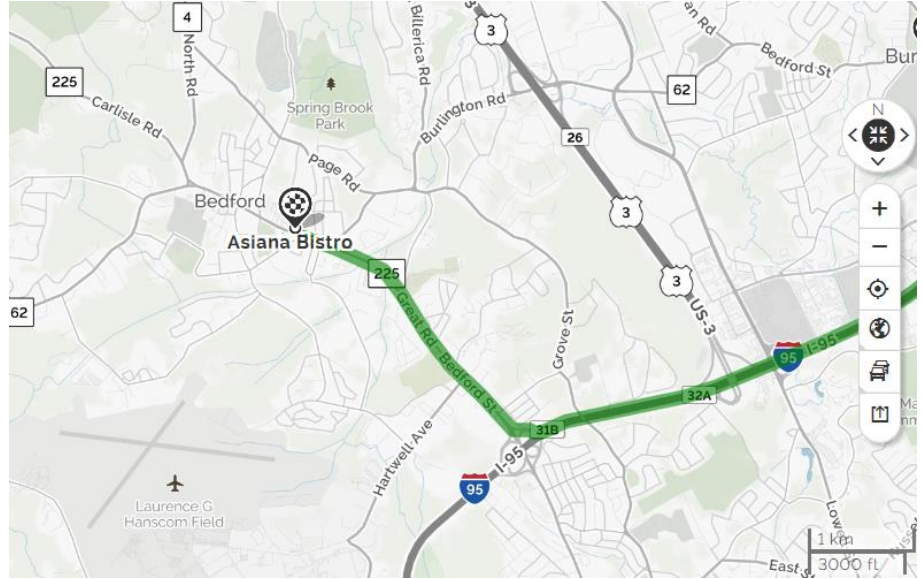 3
4
North Rd
Billerica Rd
Bedford St
Bur
225
Carlisle Rd
Spring Brook
Park
Burlington Rd
62
26
N
Page Rd
Bedford
3
Asiana Bistro
225
3
US-3
62
Great Rd
Bedford St
Grove St
95
I-95
32A
31B
Hartwell Ave
I-95
95
Laurence G
Hanscom Field
1 km
3000 ft
East S